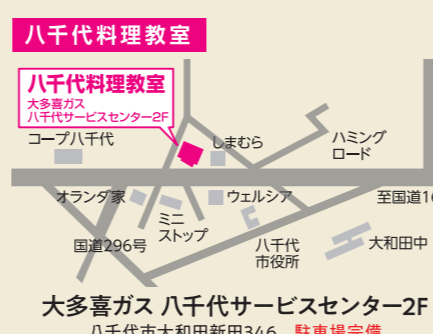 八千代料理教室
八千代料理教室
大多喜ガス
八千代サービスセンター2F
コープ八千代
しまむら
ハミング
ロード
オランダ家
ミニ
ストップ
ウェルシア
至国道16
国道296号
八千代
市役所
大和田中
大多喜ガス 八千代サービスセンター2F
八千代市大和田新田346 駐車場完備